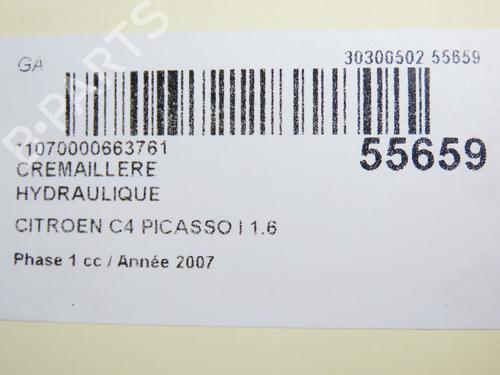 GA
30300502 55659
*1070000663761
55659
CREMAILLERE
HYDRAULIQUE
CITROEN C4 PICASSO I 1.6
Phase 1 cc / Année 2007
B-PARTS